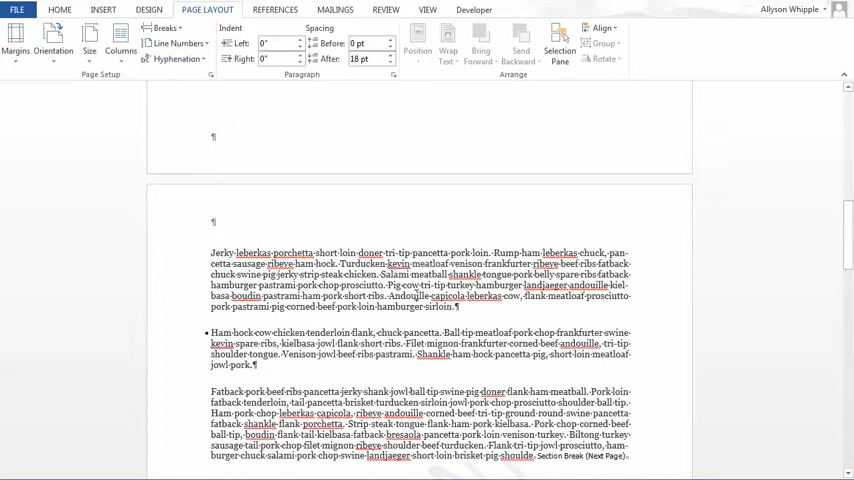 FILE HOME INSERT DESIGN PAGE LAYOUT REFERENCES MAILINGS REVIEW VIEW Developer Allyson Whipple
Margins Orientation Size Columns Breaks Line Numbers Hyphenation
Page Setup
Indent Spacing
Left: 0" Before: 0 pt
Right: 0" After: 18 pt
Paragraph
Position Wrap Text Bring Forward Send Backward Selection Pane Align Group Rotate
Arrange
¶
¶
Jerky·leberkas·porchetta·short·loin·doner·tri-tip·pancetta·pork·loin.·Rump·ham·leberkas·chuck,·pan-
cetta·sausage·ribeye·ham·hock.·Turducken·kevin·meatloaf·venison·frankfurter·ribeye·beef·ribs·fatback·
chuck·swine·pig·jerky·strip·steak·chicken.·Salami·meatball·shankle·tongue·pork·belly·spare·ribs·fatback·
hamburger·pastrami·pork·chop·prosciutto.·Pig·cow·tri-tip·turkey·hamburger·landjaeger·andouille·kiel-
basa·boudin·pastrami·ham·pork·short·ribs.·Andouille·capicola·leberkas·cow,·flank·meatloaf·prosciutto·
pork·pastrami·pig·corned·beef·pork·loin·hamburger·sirloin.¶
Ham·hock·cow·chicken·tenderloin·flank,·chuck·pancetta.·Ball·tip·meatloaf·pork·chop·frankfurter·swine·
kevin·spare·ribs,·kielbasa·jowl·flank·short·ribs.·Filet·mignon·frankfurter·corned·beef·andouille,·tri-tip·
shoulder·tongue.·Venison·jowl·beef·ribs·pastrami.·Shankle·ham·hock·pancetta·pig,·short·loin·meatloaf·
jowl·pork.¶
Fatback·pork·beef·ribs·pancetta·jerky·shank·jowl·ball·tip·swine·pig·doner·flank·ham·meatball.·Pork·loin·
fatback·tenderloin,·tail·pancetta·brisket·turducken·sirloin·jowl·pork·chop·prosciutto·shoulder·ball·tip.·
Ham·pork·chop·leberkas·capicola,·ribeye·andouille·corned·beef·tri-tip·ground·round·swine·pancetta·
fatback·shankle·flank·porchetta.·Strip·steak·tongue·flank·ham·pork·kielbasa.·Pork·chop·corned·beef·
ball·tip,·boudin·flank·tail·kielbasa·fatback·bresaola·pancetta·pork·loin·venison·turkey.·Biltong·turkey·
sausage·tail·pork·chop·filet·mignon·ribeye·shoulder·beef·turducken.·Flank·tri-tip·jowl·prosciutto,·ham-
burger·chuck·salami·pork·chop·swine·landjaeger·short·loin·brisket·pig·shoulde. Section Break (Next Page)